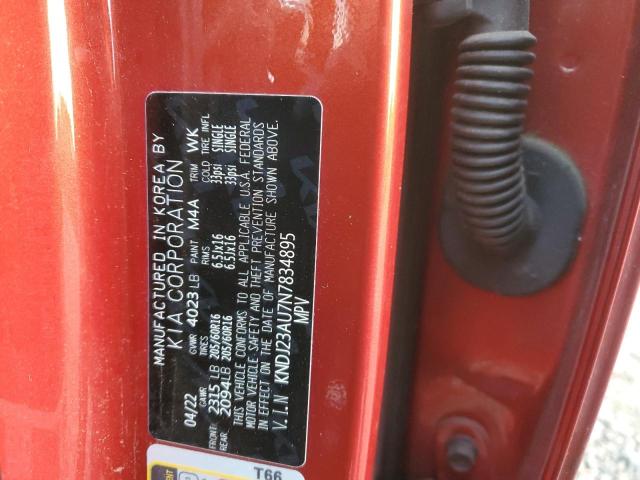 MANUFACTURED IN KOREA BY
KIA CORPORATION
04/22 GVWR 4023 LB PAINT M4A TRIM WK
GAWR TIRES RIMS COLD TIRE INFL
FRONT: 2315 LB 205/60R16 6.5Jx16 33psi SINGLE
REAR: 2094LB 205/60R16 6.5Jx16 33psi SINGLE
THIS VEHICLE CONFORMS TO ALL APPLICABLE U.S.A. FEDERAL
MOTOR VEHICLE-SAFETY AND THEFT PREVENTION STANDARDS
IN EFFECT ON THE DATE OF MANUFACTURE SHOWN ABOVE.
V.I.N KNDJ23AU7N7834895
MPV
T66